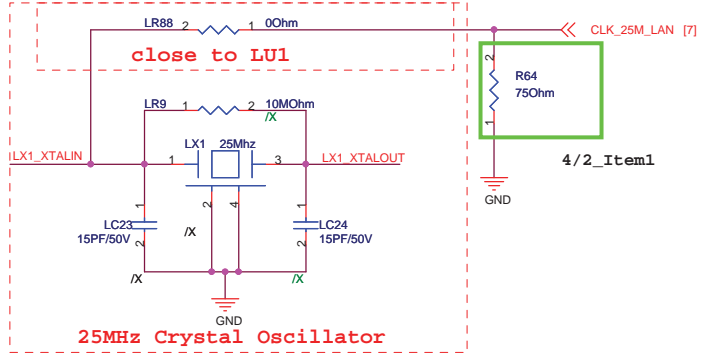 LR88 2 1 0Ohm
CLK_25M_LAN [7]
close to LU1
2
R64
75Ohm
1
LR9 1 2 10MOhm
/X
LX1 25Mhz
LX1_XTALIN 1 3 LX1_XTALOUT
4/2_Item1
GND
1 2 4 1
LC23 LC24
15PF/50V /X 15PF/50V
2 2
/X /X
GND
25MHz Crystal Oscillator